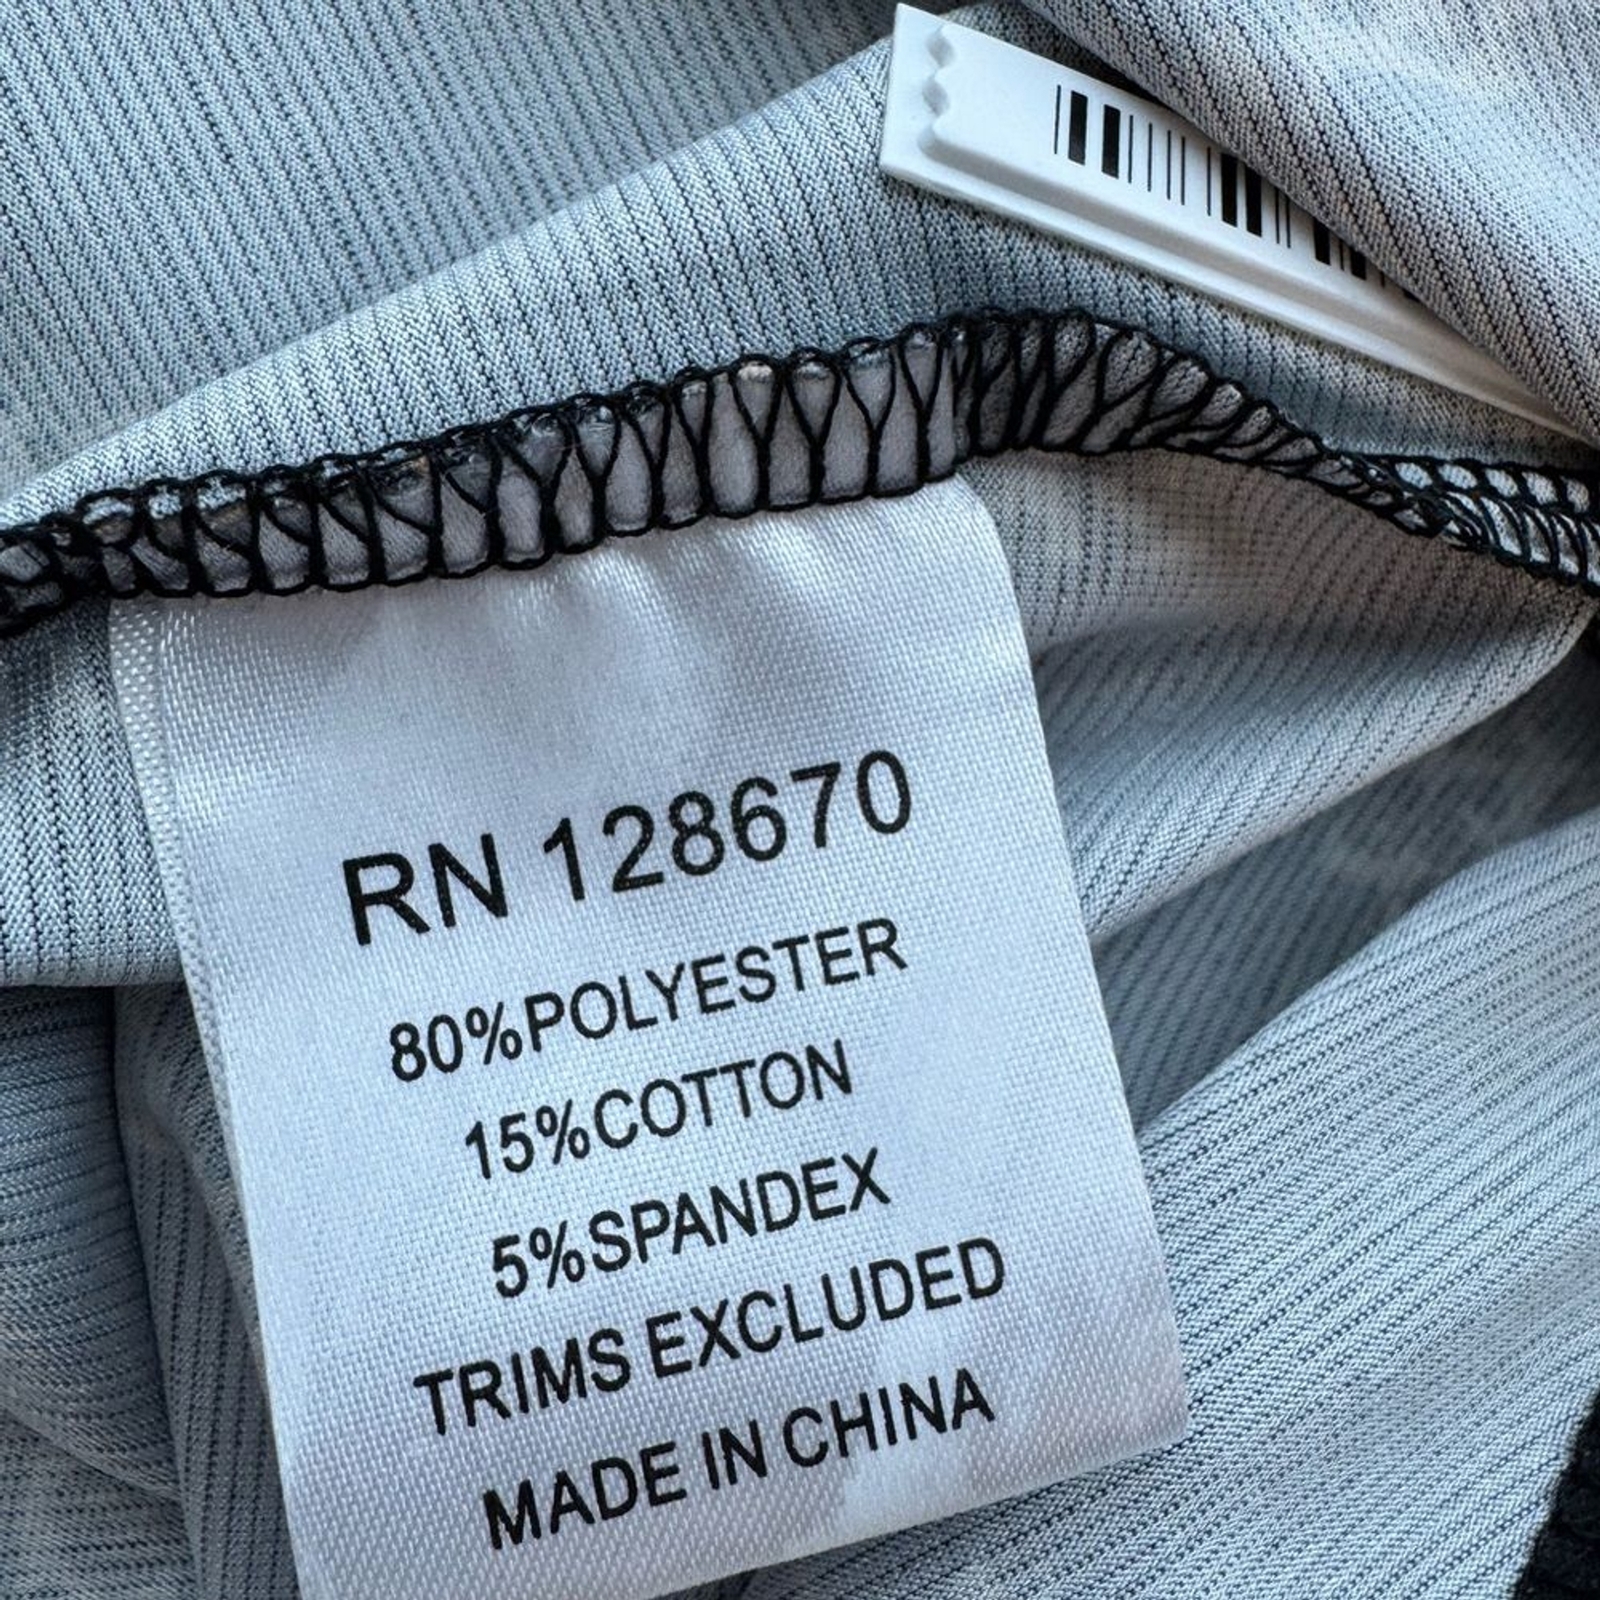 RN 128670
80%POLYESTER
15%COTTON
5%SPANDEX
TRIMS EXCLUDED
MADE IN CHINA